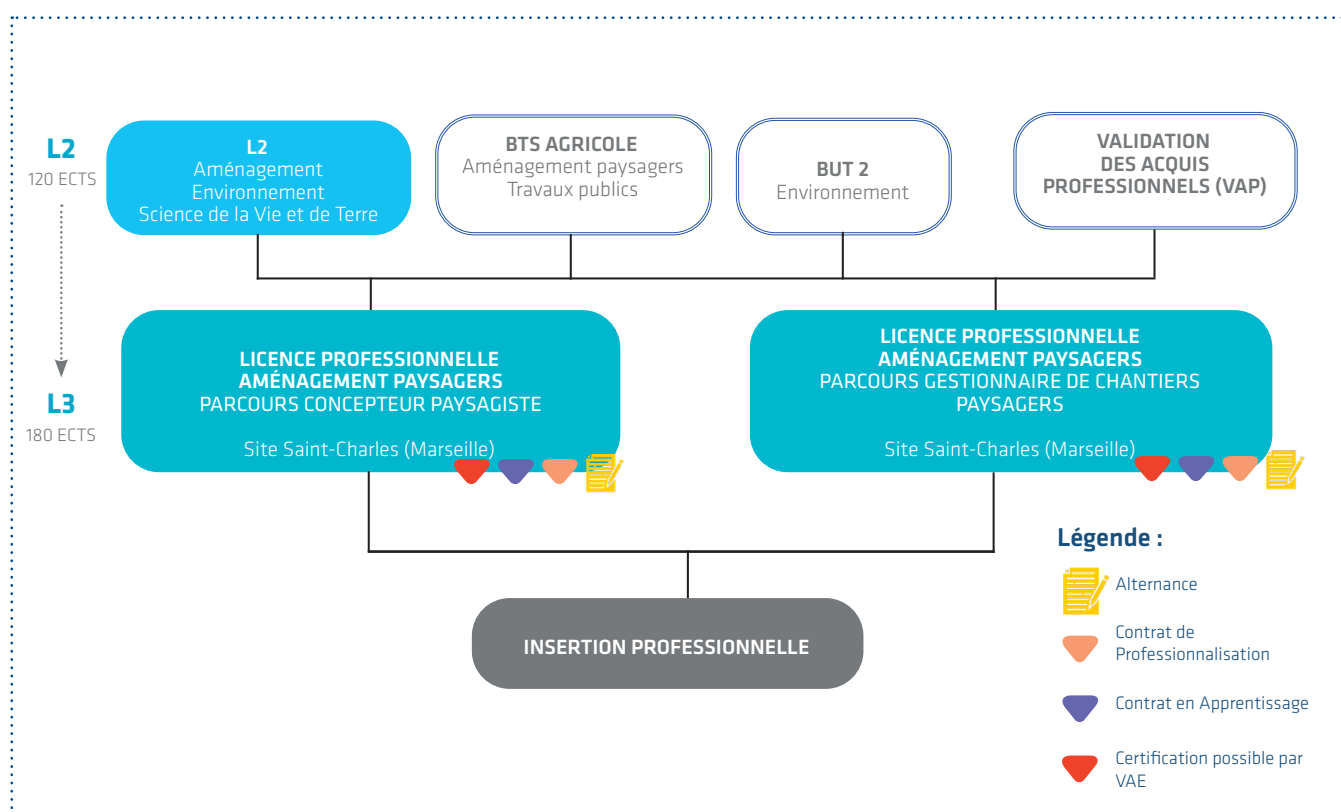 L2
120 ECTS
L2
Aménagement
Environnement
Science de la Vie et de Terre
BTS AGRICOLE
Aménagement paysagers
Travaux publics
BUT 2
Environnement
VALIDATION
DES ACQUIS
PROFESSIONNELS (VAP)
L3
180 ECTS
LICENCE PROFESSIONNELLE
AMÉNAGEMENT PAYSAGERS
PARCOURS CONCEPTEUR PAYSAGISTE
Site Saint-Charles (Marseille)
LICENCE PROFESSIONNELLE
AMÉNAGEMENT PAYSAGERS
PARCOURS GESTIONNAIRE DE CHANTIERS
PAYSAGERS
Site Saint-Charles (Marseille)
INSERTION PROFESSIONNELLE
Légende :
Alternance
Contrat de
Professionnalisation
Contrat en Apprentissage
Certification possible par
VAE